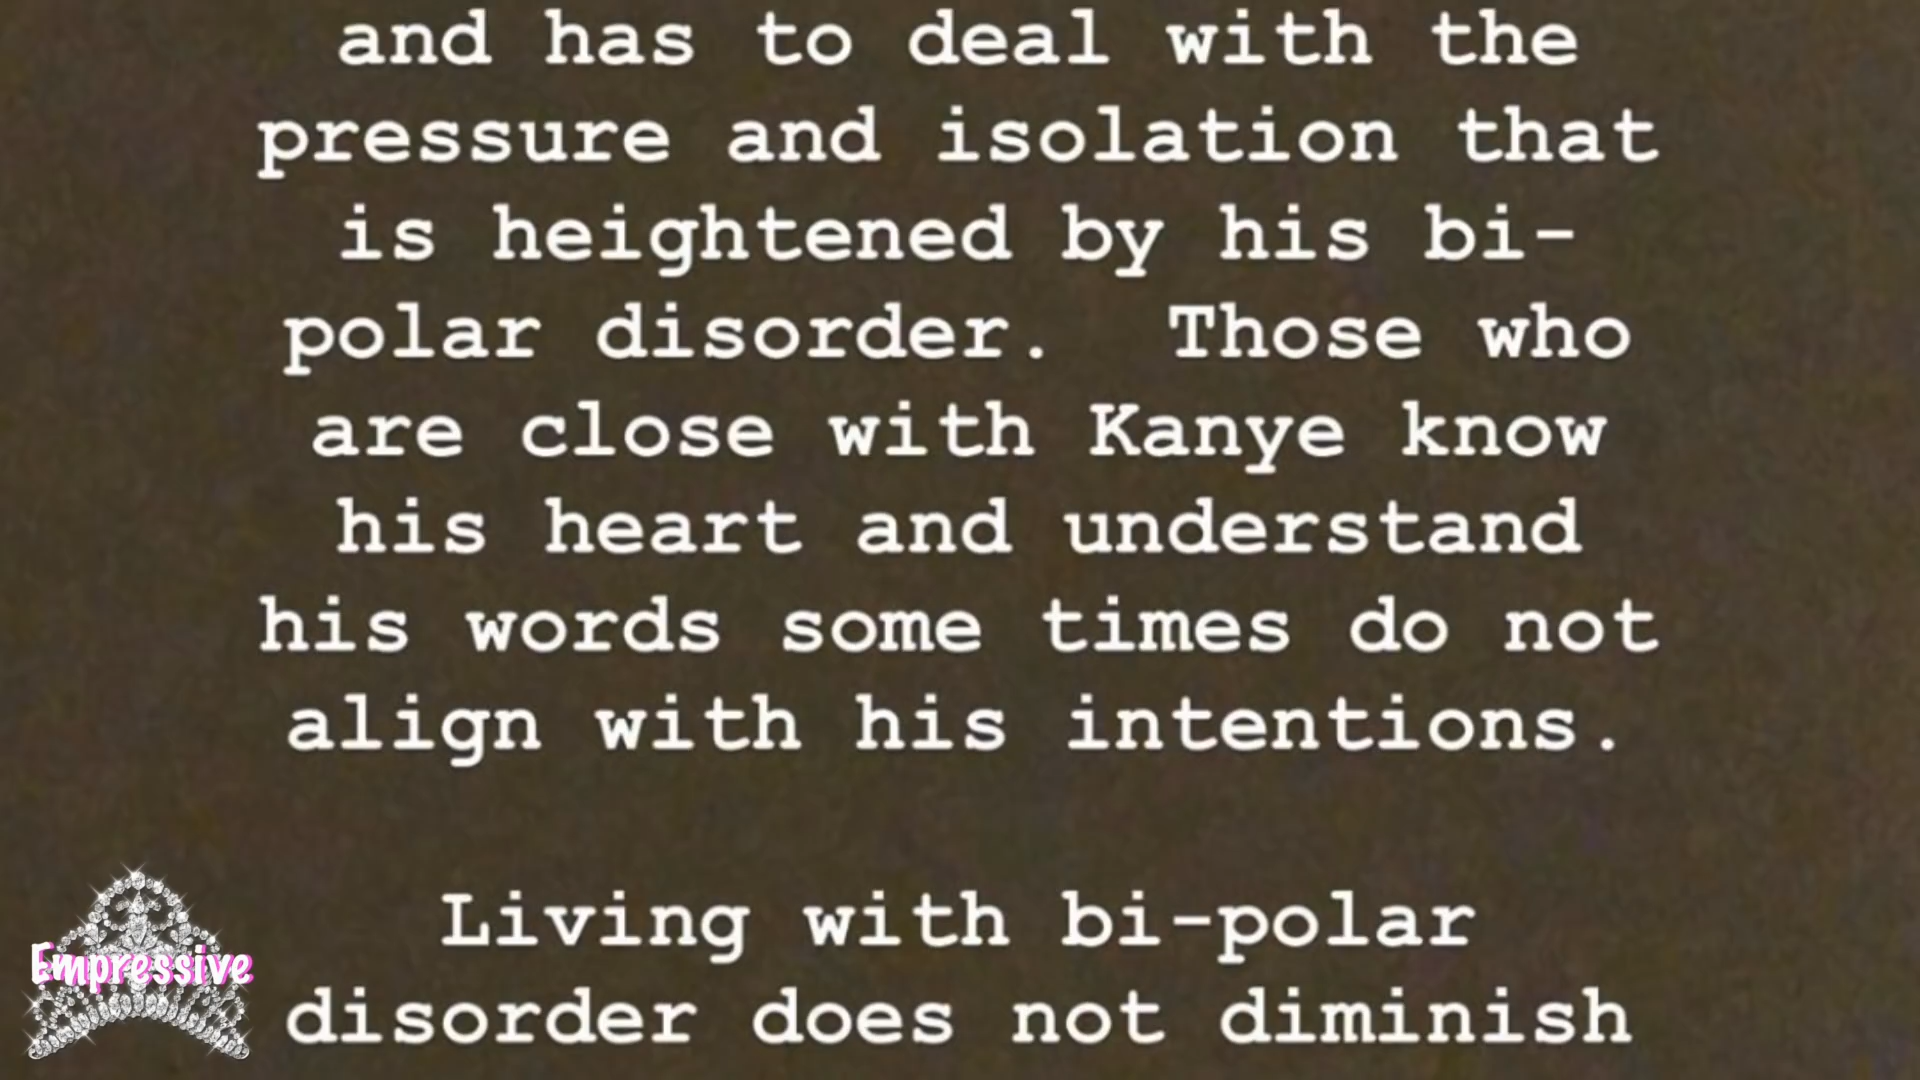 and has to deal with the
pressure and isolation that
is heightened by his bi-
polar disorder.  Those who
are close with Kanye know
his heart and understand
his words some times do not
align with his intentions.
Living with bi-polar
disorder does not diminish
Empressive